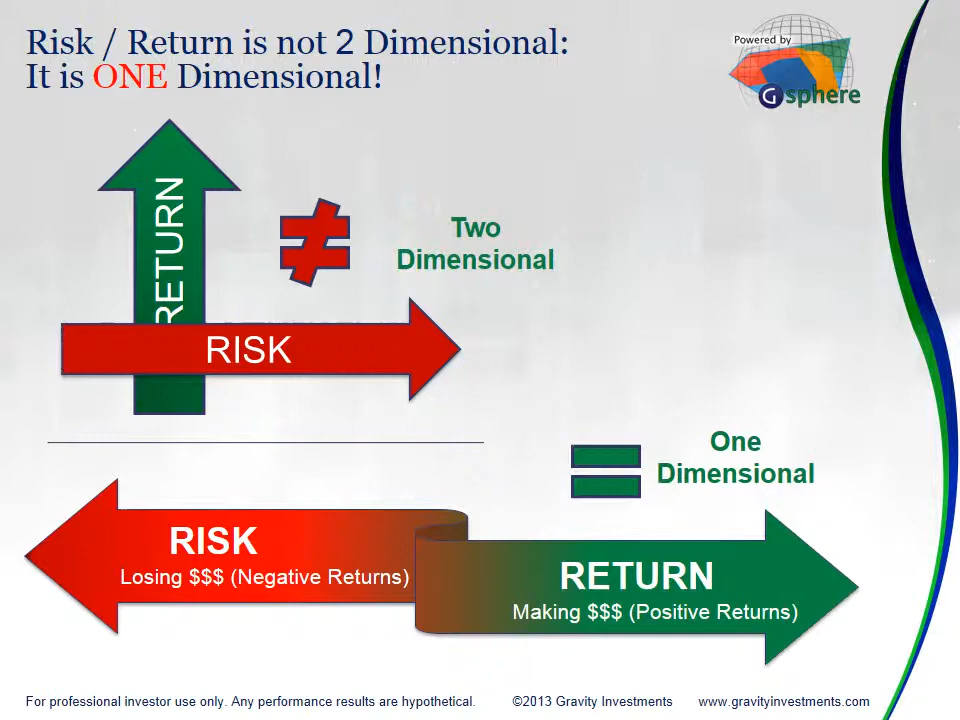 Risk / Return is not 2 Dimensional:
It is ONE Dimensional!
Powered by
G sphere
RETURN
Two
Dimensional
RISK
One
Dimensional
RISK
Losing $$$ (Negative Returns)
RETURN
Making $$$ (Positive Returns)
For professional investor use only. Any performance results are hypothetical. ©2013 Gravity Investments www.gravityinvestments.com